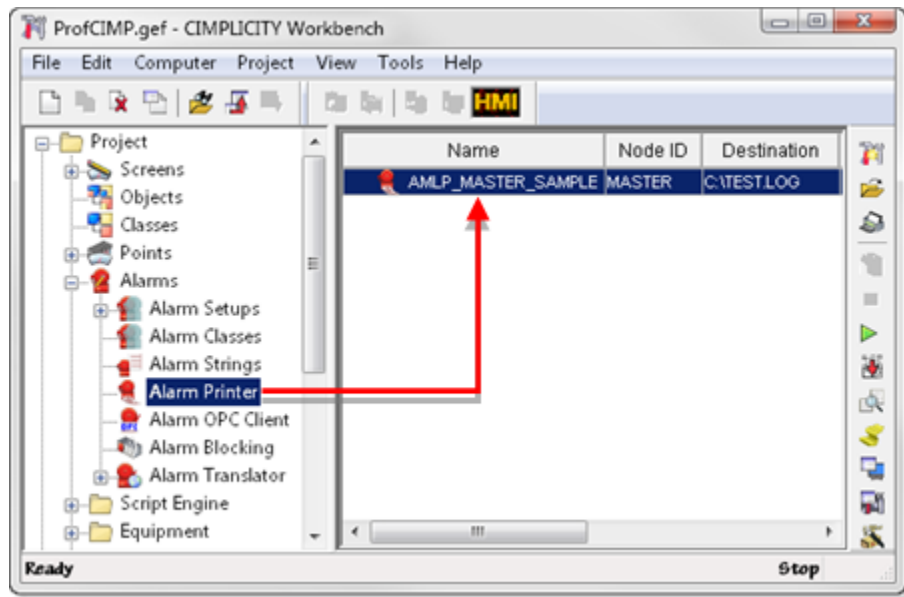 ProfCIMP.gef - CIMPLICITY Workbench
File Edit Computer Project View Tools Help
HMI
Project
Screens
Objects
Classes
Points
Alarms
Alarm Setups
Alarm Classes
Alarm Strings
Alarm Printer
OPC
Alarm OPC Client
Alarm Blocking
Alarm Translator
Script Engine
Equipment
Name Node ID Destination
AMLP_MASTER_SAMPLE MASTER C:\TEST.LOG
Ready Stop